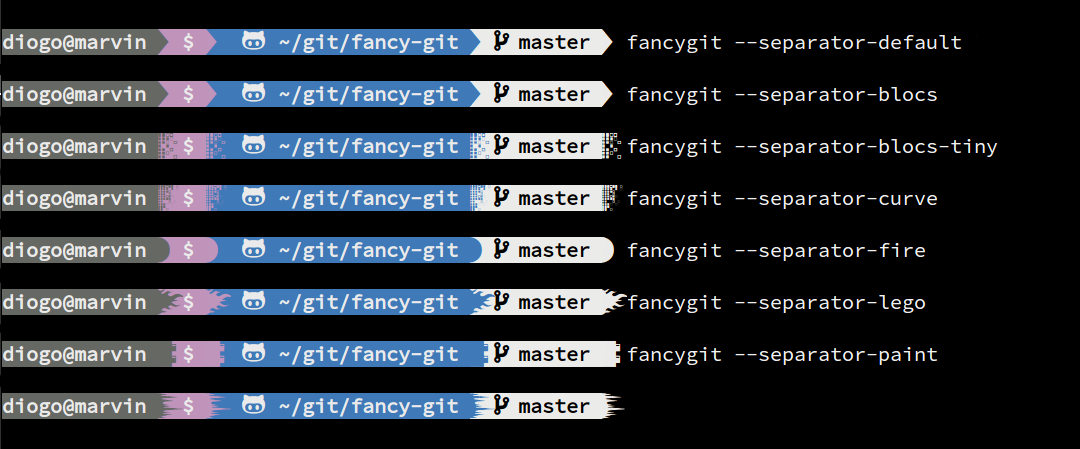 diogo@marvin $ ~/git/fancy-git master fancygit --separator-default
diogo@marvin $ ~/git/fancy-git master fancygit --separator-blocs
diogo@marvin $ ~/git/fancy-git master fancygit --separator-blocs-tiny
diogo@marvin $ ~/git/fancy-git master fancygit --separator-curve
diogo@marvin $ ~/git/fancy-git master fancygit --separator-fire
diogo@marvin $ ~/git/fancy-git master fancygit --separator-lego
diogo@marvin $ ~/git/fancy-git master fancygit --separator-paint
diogo@marvin $ ~/git/fancy-git master